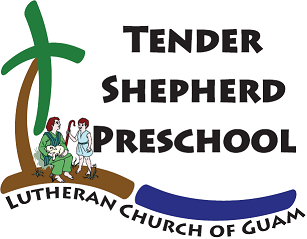 TENDER
SHEPHERD
PRESCHOOL
LUTHERAN CHURCH OF GUAM